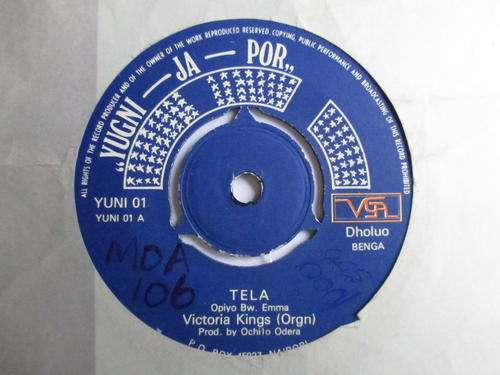 ALL RIGHTS OF THE RECORD PRODUCER AND OF THE OWNER OF THE WORK REPRODUCED RESERVED. COPYING, PUBLIC PERFORMANCE AND BROADCASTING OF THIS RECORD PROHIBITED
"YUGNI — JA — POR,,
YUNI 01
YUNI 01 A
VSA
Dholuo
BENGA
MOA
106
TELA
Opiyo Bw. Emma
Victoria Kings (Orgn)
Prod. by Ochilo Odera
P.O. BOX NAIROBI